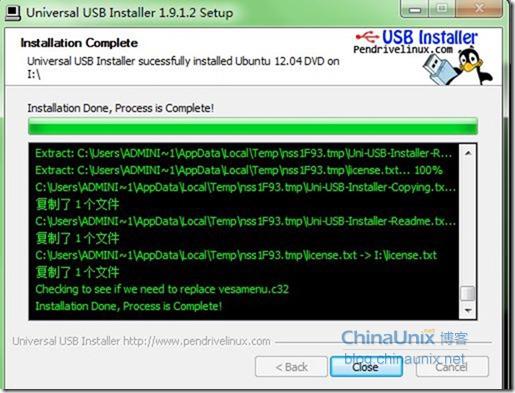 Universal USB Installer 1.9.1.2 Setup
Installation Complete
Universal USB Installer sucessfully installed Ubuntu 12.04 DVD on
I:\
USB Installer
Pendrivelinux.com
Installation Done, Process is Complete!
Extract: C:\Users\ADMINI~1\AppData\Local\Temp\nss1F93.tmp\Uni-USB-Installer-R...
Extract: C:\Users\ADMINI~1\AppData\Local\Temp\nss1F93.tmp\license.txt... 100%
C:\Users\ADMINI~1\AppData\Local\Temp\nss1F93.tmp\Uni-USB-Installer-Copying.tx...
复制了 1 个文件
C:\Users\ADMINI~1\AppData\Local\Temp\nss1F93.tmp\Uni-USB-Installer-Readme.tx...
复制了 1 个文件
C:\Users\ADMINI~1\AppData\Local\Temp\nss1F93.tmp\license.txt -> I:\license.txt
复制了 1 个文件
Checking to see if we need to replace vesamenu.c32
Installation Done, Process is Complete!
Universal USB Installer http://www.pendrivelinux.com
ChinaUnix.net 博客
blog.chinaunix.net
< Back
Close
Cancel